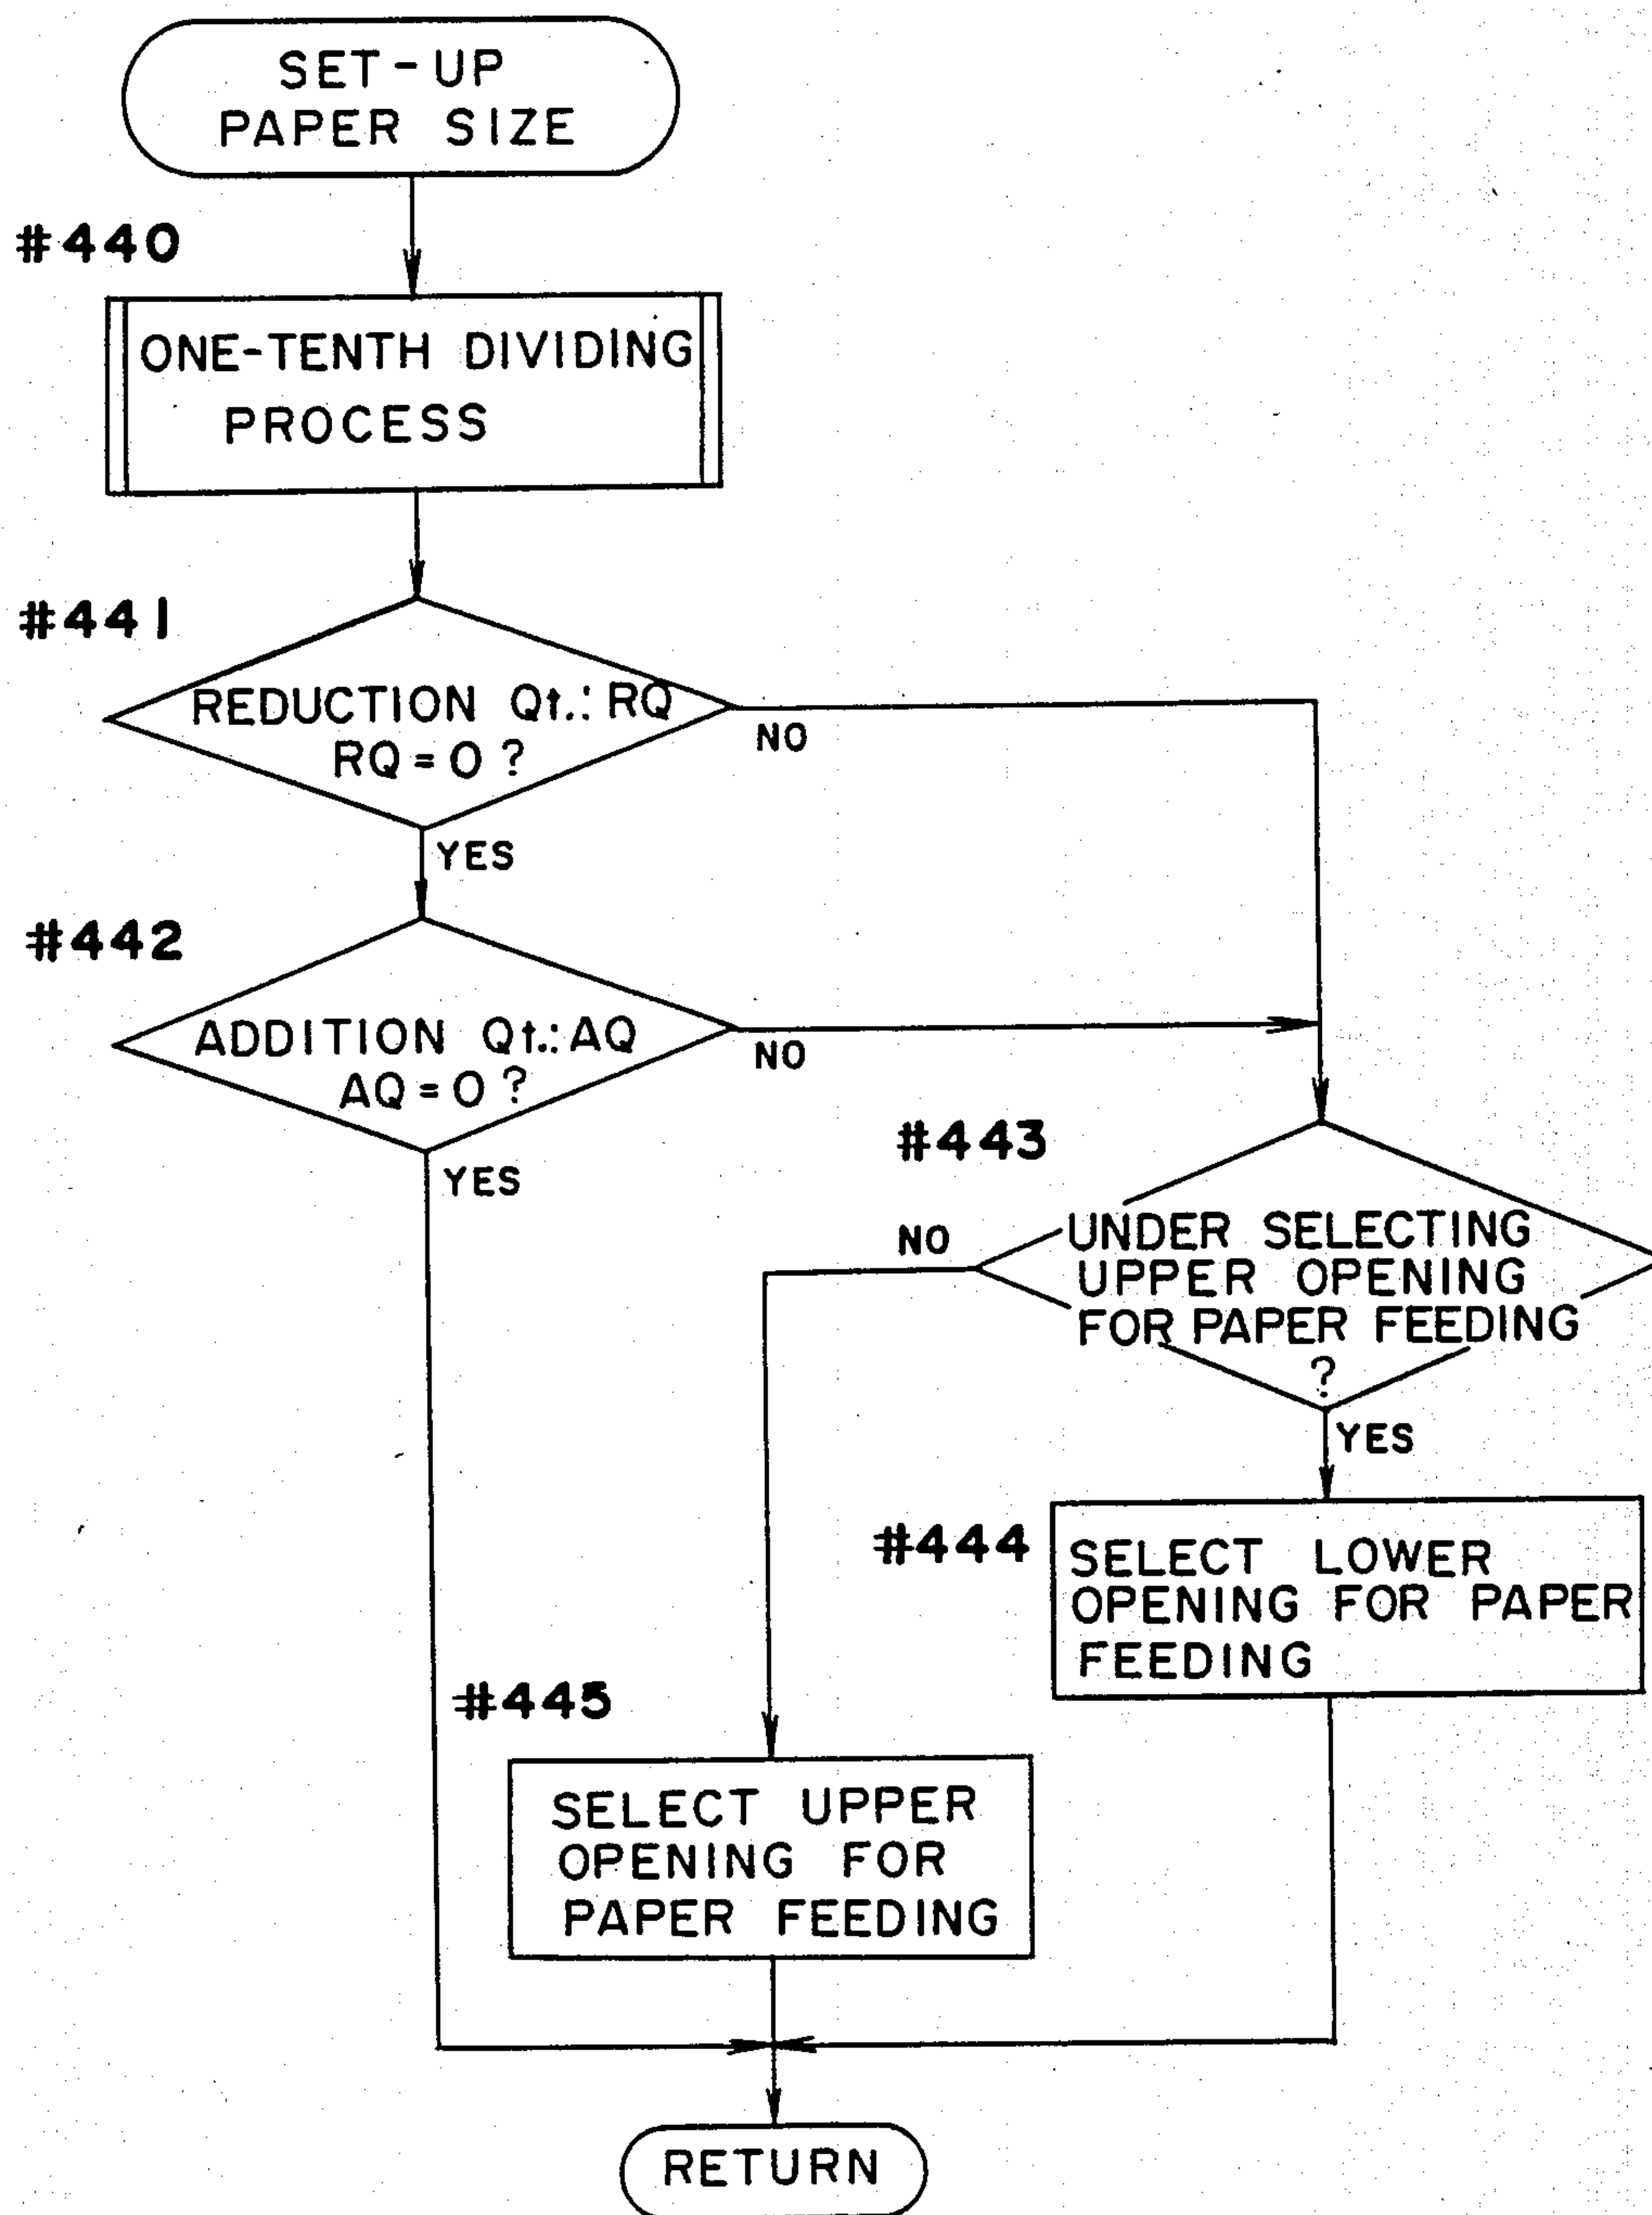 SET-UP
PAPER SIZE
#440
ONE-TENTH DIVIDING
PROCESS
#441
REDUCTION Qt.: RQ
RQ = 0 ?
NO
YES
#442
ADDITION Qt.: AQ
AQ = 0 ?
NO
YES
#443
UNDER SELECTING
UPPER OPENING
FOR PAPER FEEDING
?
NO
YES
#444
SELECT LOWER
OPENING FOR PAPER
FEEDING
#445
SELECT UPPER
OPENING FOR
PAPER FEEDING
RETURN